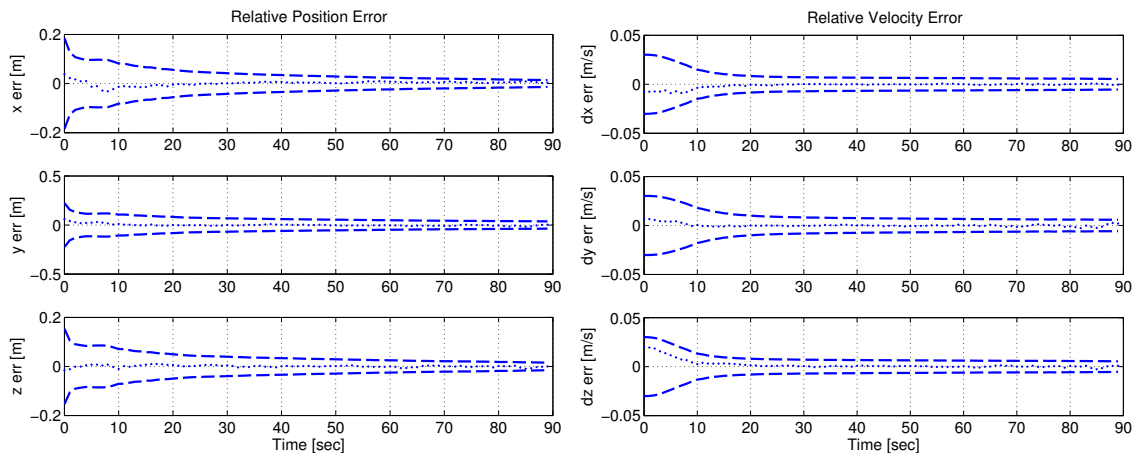 Relative Position Error
x err [m]
0.2
0
−0.2
0 10 20 30 40 50 60 70 80 90
y err [m]
0.5
0
−0.5
0 10 20 30 40 50 60 70 80 90
z err [m]
0.2
0
−0.2
0 10 20 30 40 50 60 70 80 90
Time [sec]
Relative Velocity Error
dx err [m/s]
0.05
0
−0.05
0 10 20 30 40 50 60 70 80 90
dy err [m/s]
0.05
0
−0.05
0 10 20 30 40 50 60 70 80 90
dz err [m/s]
0.05
0
−0.05
0 10 20 30 40 50 60 70 80 90
Time [sec]